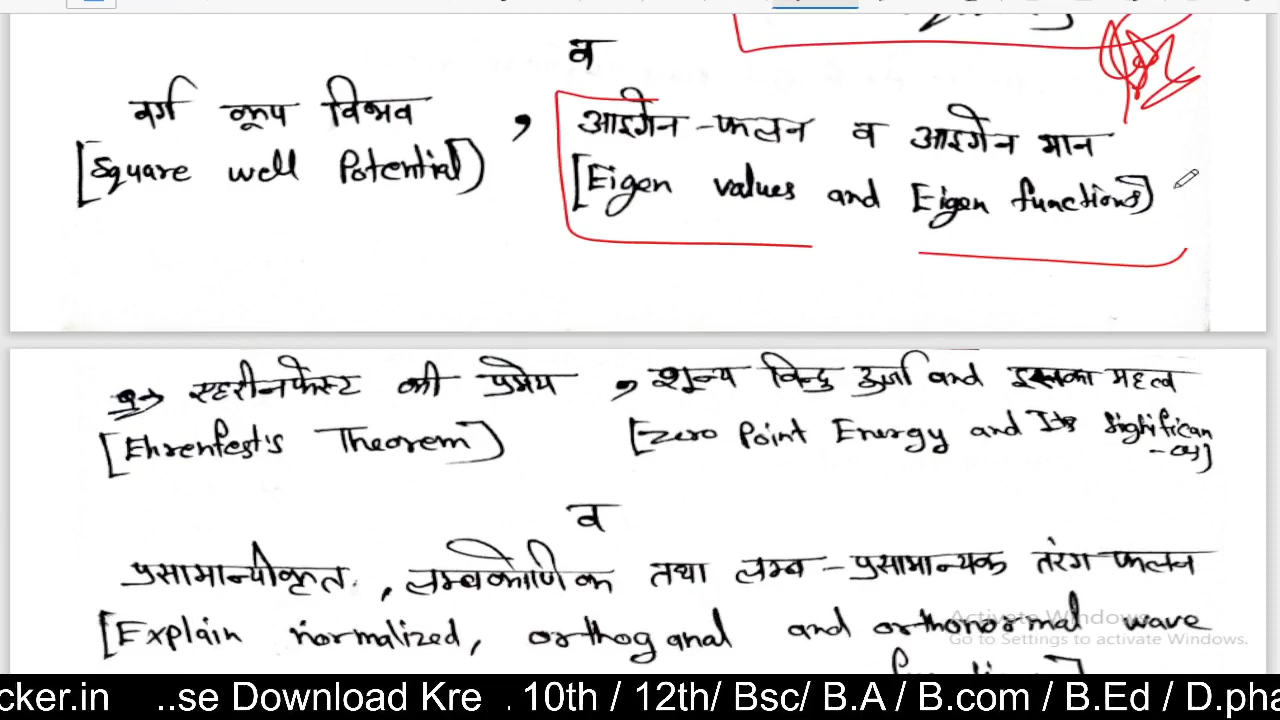 व
वर्ग कूप विभव , आइगेन-फलन व आइगेन मान
[Square well Potential) [Eigen values and Eigen functions]
एहरीनफेस्ट की प्रमेय , शून्य विन्दु ऊर्जा and इसका महत्व
[Ehrenfest's Theorem] [Zero Point Energy and Its Significan
-ce]
व
प्रसामान्यीकृत , लम्बकोणिक तथा लम्ब-प्रसामान्यक तरंग फलन
[Explain normalized, orthoganal and orthonormal wave
Activate Windows
Go to Settings to activate Windows.
cker.in ..se Download Kre . 10th / 12th/ Bsc/ B.A / B.com / B.Ed / D.pha